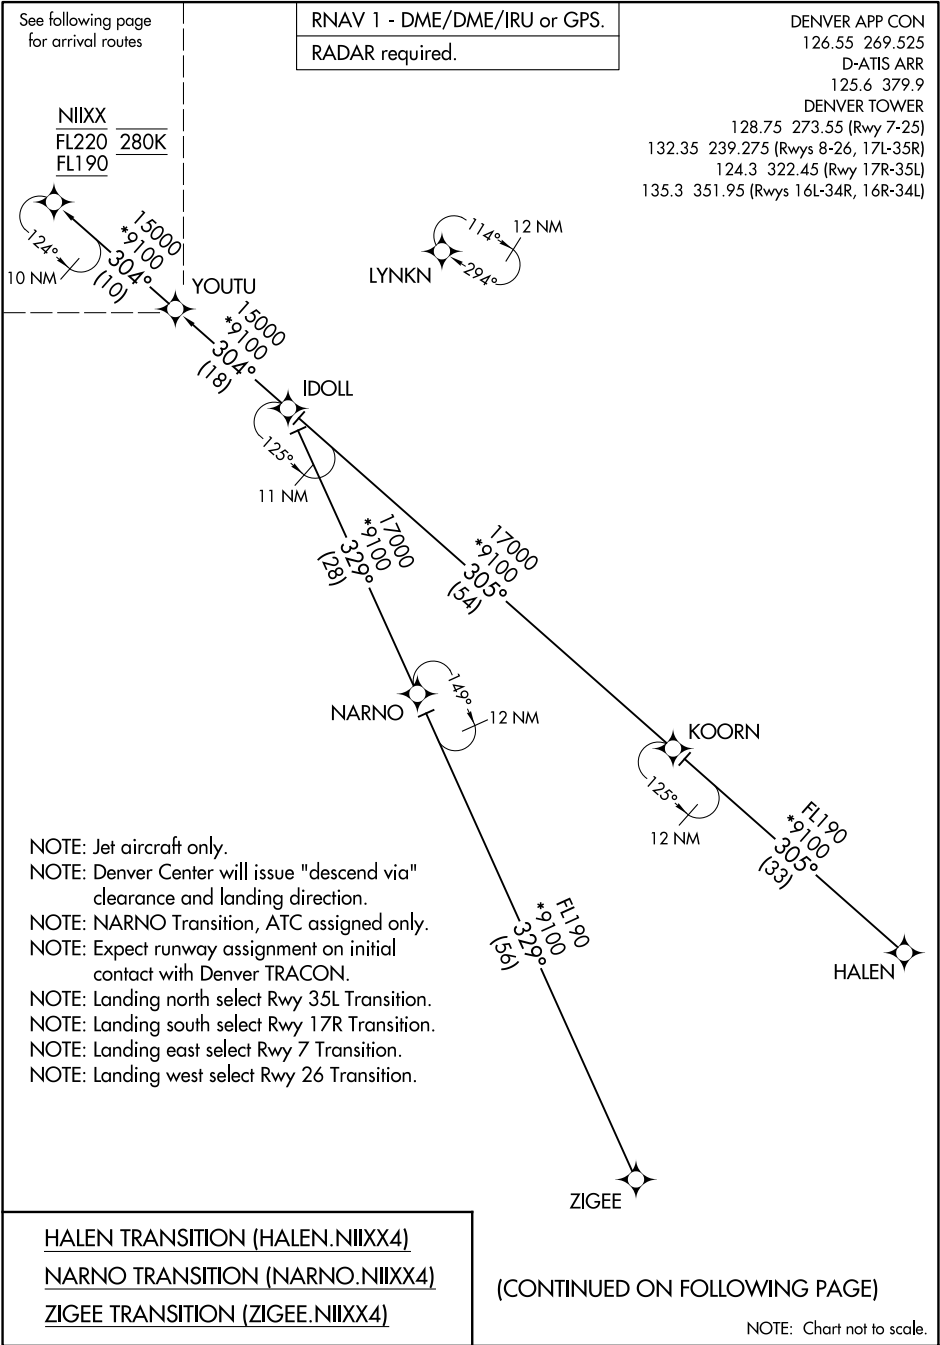 See following page
for arrival routes
RNAV 1 - DME/DME/IRU or GPS.
RADAR required.
DENVER APP CON
126.55 269.525
D-ATIS ARR
125.6 379.9
DENVER TOWER
128.75 273.55 (Rwy 7-25)
132.35 239.275 (Rwys 8-26, 17L-35R)
124.3 322.45 (Rwy 17R-35L)
135.3 351.95 (Rwys 16L-34R, 16R-34L)
NIIXX
FL220 280K
FL190
124°
10 NM
15000
*9100
304°
(10)
YOUTU
LYNKN
114°
294°
12 NM
15000
*9100
304°
(18)
IDOLL
125°
11 NM
17000
*9100
329°
(28)
17000
*9100
305°
(54)
NARNO
149°
12 NM
KOORN
125°
12 NM
FL190
*9100
305°
(33)
HALEN
FL190
*9100
329°
(56)
ZIGEE
NOTE: Jet aircraft only.
NOTE: Denver Center will issue "descend via"
clearance and landing direction.
NOTE: NARNO Transition, ATC assigned only.
NOTE: Expect runway assignment on initial
contact with Denver TRACON.
NOTE: Landing north select Rwy 35L Transition.
NOTE: Landing south select Rwy 17R Transition.
NOTE: Landing east select Rwy 7 Transition.
NOTE: Landing west select Rwy 26 Transition.
HALEN TRANSITION (HALEN.NIIXX4)
NARNO TRANSITION (NARNO.NIIXX4)
ZIGEE TRANSITION (ZIGEE.NIIXX4)
(CONTINUED ON FOLLOWING PAGE)
NOTE: Chart not to scale.